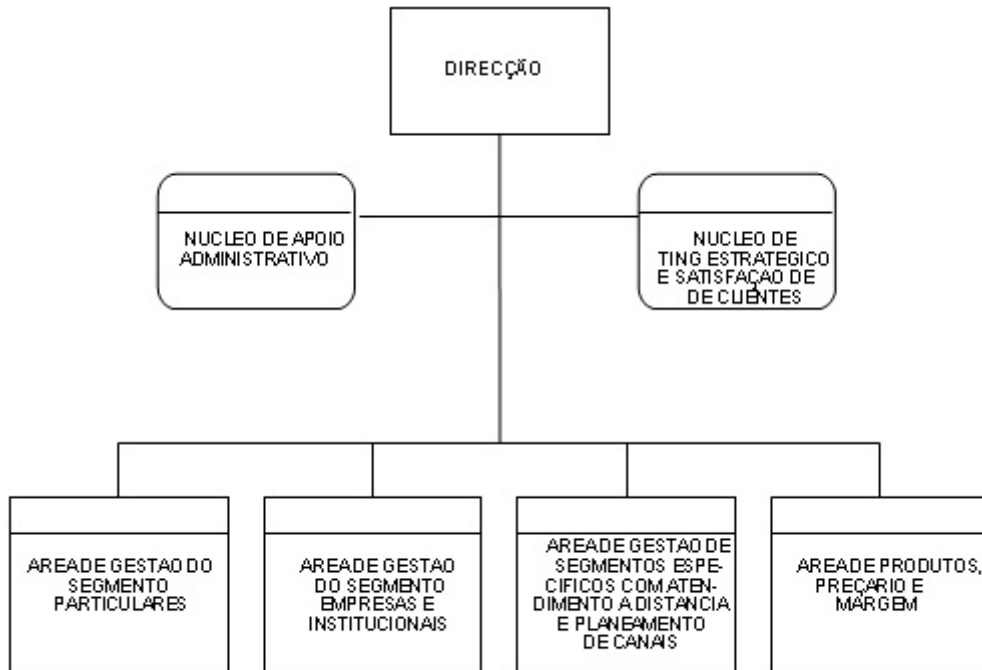 DIRECÇÃO
NUCLEO DE APOIO
ADMINISTRATIVO
NUCLEO DE
TING ESTRATEGICO
E SATISFAÇAO DE
DE CLIENTES
AREA DE GESTAO DO
SEGMENTO
PARTICULARES
AREA DE GESTAO
DO SEGMENTO
EMPRESAS E
INSTITUCIONAIS
AREA DE GESTAO DE
SEGMENTOS ESPE-
CIFICOS COM ATEN-
DIMENTO A DISTANCIA
E PLANEAMENTO
DE CANAIS
AREA DE PRODUTOS,
PREÇARIO E
MARGEM